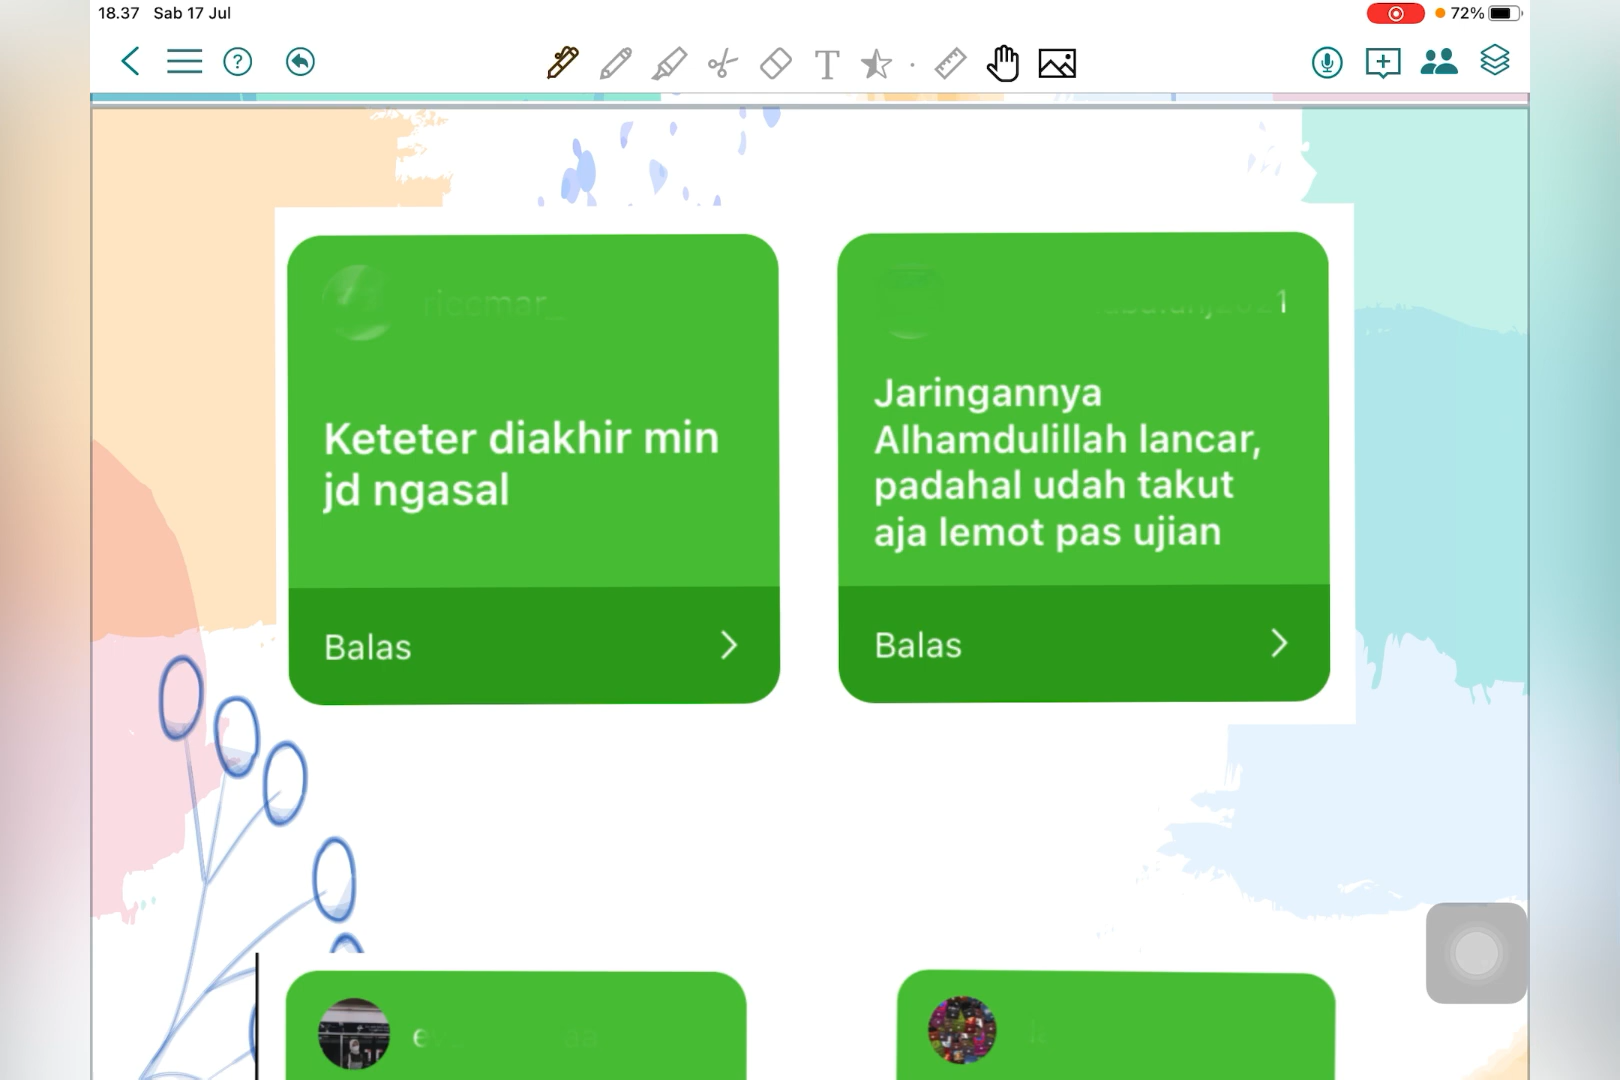 18.37 Sab 17 Jul
72%
Keteter diakhir min
jd ngasal
Balas
Jaringannya
Alhamdulillah lancar,
padahal udah takut
aja lemot pas ujian
Balas